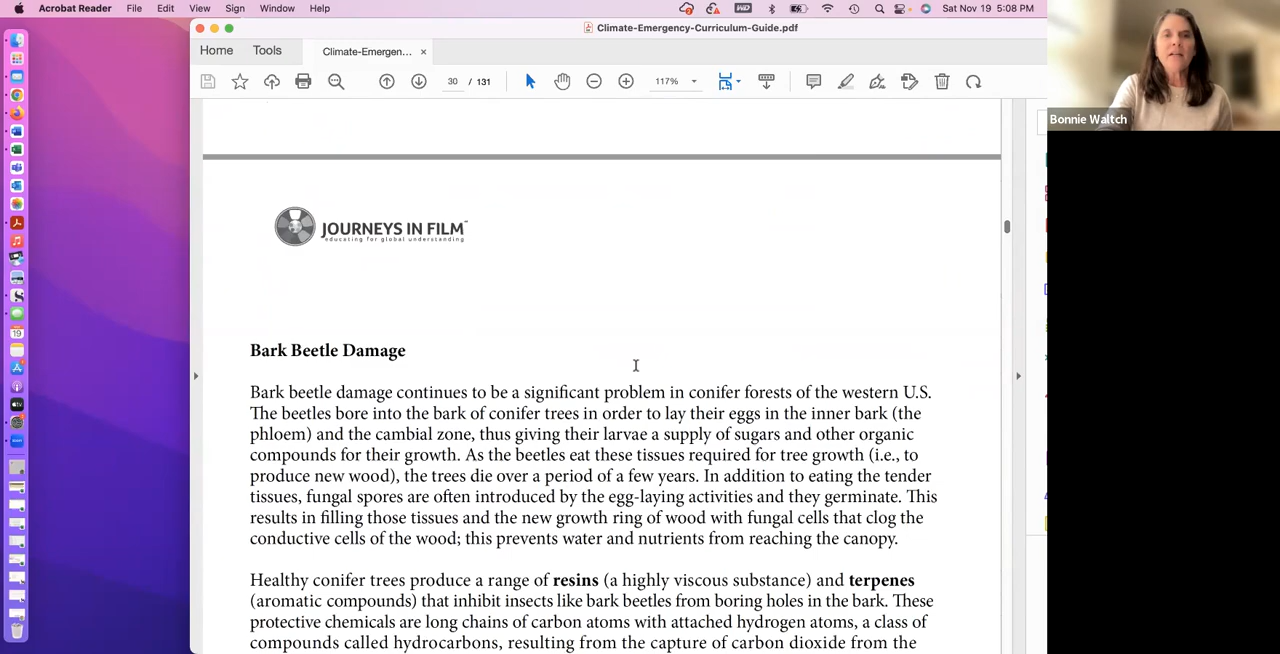 Acrobat Reader File Edit View Sign Window Help
Sat Nov 19 5:08 PM
Climate-Emergency-Curriculum-Guide.pdf
Home Tools Climate-Emergen... ×
30 / 131 117%
Bonnie Waltch
JOURNEYS IN FILM
educating for global understanding
19
Bark Beetle Damage
Bark beetle damage continues to be a significant problem in conifer forests of the western U.S.
The beetles bore into the bark of conifer trees in order to lay their eggs in the inner bark (the
phloem) and the cambial zone, thus giving their larvae a supply of sugars and other organic
compounds for their growth. As the beetles eat these tissues required for tree growth (i.e., to
produce new wood), the trees die over a period of a few years. In addition to eating the tender
tissues, fungal spores are often introduced by the egg-laying activities and they germinate. This
results in filling those tissues and the new growth ring of wood with fungal cells that clog the
conductive cells of the wood; this prevents water and nutrients from reaching the canopy.
Healthy conifer trees produce a range of resins (a highly viscous substance) and terpenes
(aromatic compounds) that inhibit insects like bark beetles from boring holes in the bark. These
protective chemicals are long chains of carbon atoms with attached hydrogen atoms, a class of
compounds called hydrocarbons, resulting from the capture of carbon dioxide from the